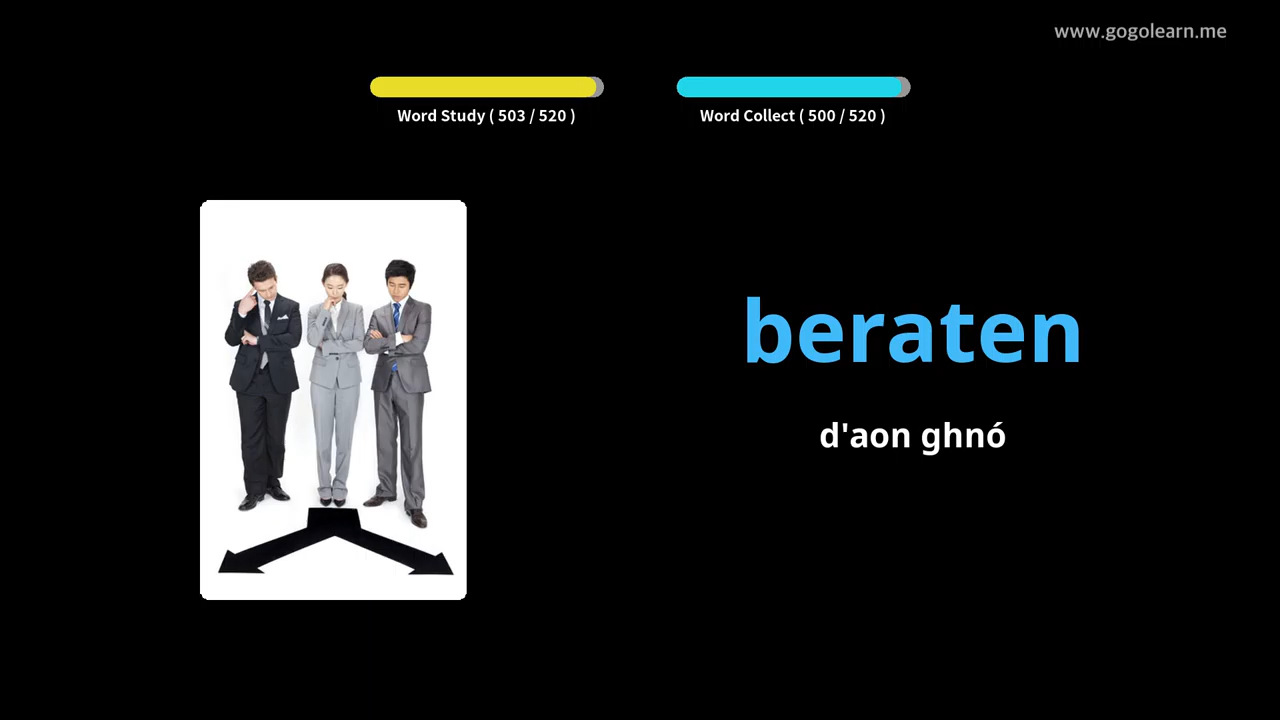 www.gogolearn.me
Word Study ( 503 / 520 )
Word Collect ( 500 / 520 )
beraten
d'aon ghnó